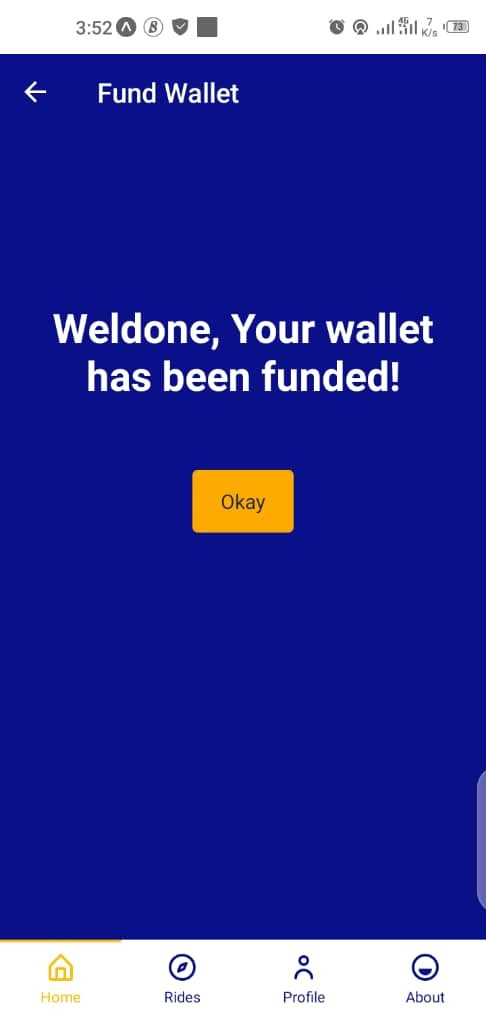 3:52
4G
7
K/s
73
Fund Wallet
Weldone, Your wallet
has been funded!
Okay
Home Rides Profile About